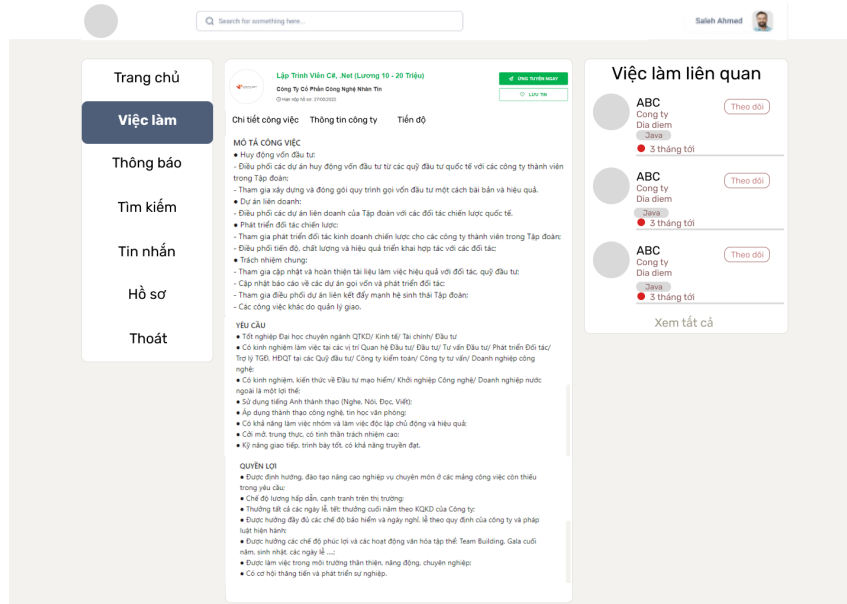 Search for something here...
Saleh Ahmed
Trang chủ
Việc làm
Thông báo
Tìm kiếm
Tin nhắn
Hồ sơ
Thoát
Lập Trình Viên C#, .Net (Lương 10 - 20 Triệu)
Công Ty Cổ Phần Công Nghệ Nhân Tín
Hạn nộp hồ sơ: 27/05/2022
ỨNG TUYỂN NGAY
LƯU TIN
Chi tiết công việc Thông tin công ty Tiến độ
MÔ TẢ CÔNG VIỆC
● Huy động vốn đầu tư:
- Điều phối các dự án huy động vốn đầu tư từ các quỹ đầu tư quốc tế với các công ty thành viên
trong Tập đoàn;
- Tham gia xây dựng và đóng gói quy trình gọi vốn đầu tư một cách bài bản và hiệu quả.
● Dự án liên doanh:
- Điều phối các dự án liên doanh của Tập đoàn với các đối tác chiến lược quốc tế.
● Phát triển đối tác chiến lược:
- Tham gia phát triển đối tác kinh doanh chiến lược cho các công ty thành viên trong Tập đoàn;
- Điều phối tiến độ, chất lượng và hiệu quả triển khai hợp tác với các đối tác;
● Trách nhiệm chung:
- Tham gia cập nhật và hoàn thiện tài liệu làm việc hiệu quả với đối tác, quỹ đầu tư;
- Cập nhật báo cáo về các dự án gọi vốn và phát triển đối tác;
- Tham gia điều phối dự án liên kết đẩy mạnh hệ sinh thái Tập đoàn;
- Các công việc khác do quản lý giao.
YÊU CẦU
● Tốt nghiệp Đại học chuyên ngành QTKD/ Kinh tế/ Tài chính/ Đầu tư
● Có kinh nghiệm làm việc tại các vị trí Quan hệ Đầu tư/ Đầu tư/ Tư vấn Đầu tư/ Phát triển Đối tác/
Trợ lý TGĐ, HĐQT tại các Quỹ đầu tư/ Công ty kiểm toán/ Công ty tư vấn/ Doanh nghiệp công
nghệ;
● Có kinh nghiệm, kiến thức về Đầu tư mạo hiểm/ Khởi nghiệp Công nghệ/ Doanh nghiệp nước
ngoài là một lợi thế;
● Sử dụng tiếng Anh thành thạo (Nghe, Nói, Đọc, Viết);
● Áp dụng thành thạo công nghệ, tin học văn phòng;
● Có khả năng làm việc nhóm và làm việc độc lập chủ động và hiệu quả;
● Cởi mở, trung thực, có tinh thần trách nhiệm cao;
● Kỹ năng giao tiếp, trình bày tốt, có khả năng truyền đạt.
QUYỀN LỢI
● Được định hướng, đào tạo nâng cao nghiệp vụ chuyên môn ở các mảng công việc còn thiếu
trong yêu cầu;
● Chế độ lương hấp dẫn, cạnh tranh trên thị trường;
● Thưởng tất cả các ngày lễ, tết; thưởng cuối năm theo KQKD của Công ty;
● Được hưởng đầy đủ các chế độ bảo hiểm và ngày nghỉ, lễ theo quy định của công ty và pháp
luật hiện hành;
● Được hưởng các chế độ phúc lợi và các hoạt động văn hóa tập thể: Team Building, Gala cuối
năm, sinh nhật, các ngày lễ ....;
● Được làm việc trong môi trường thân thiện, năng động, chuyên nghiệp;
● Có cơ hội thăng tiến và phát triển sự nghiệp.
Việc làm liên quan
ABC
Theo dõi
Cong ty
Dia diem
Java
3 tháng tới
ABC
Theo dõi
Cong ty
Dia diem
Java
3 tháng tới
ABC
Theo dõi
Cong ty
Dia diem
Java
3 tháng tới
Xem tất cả